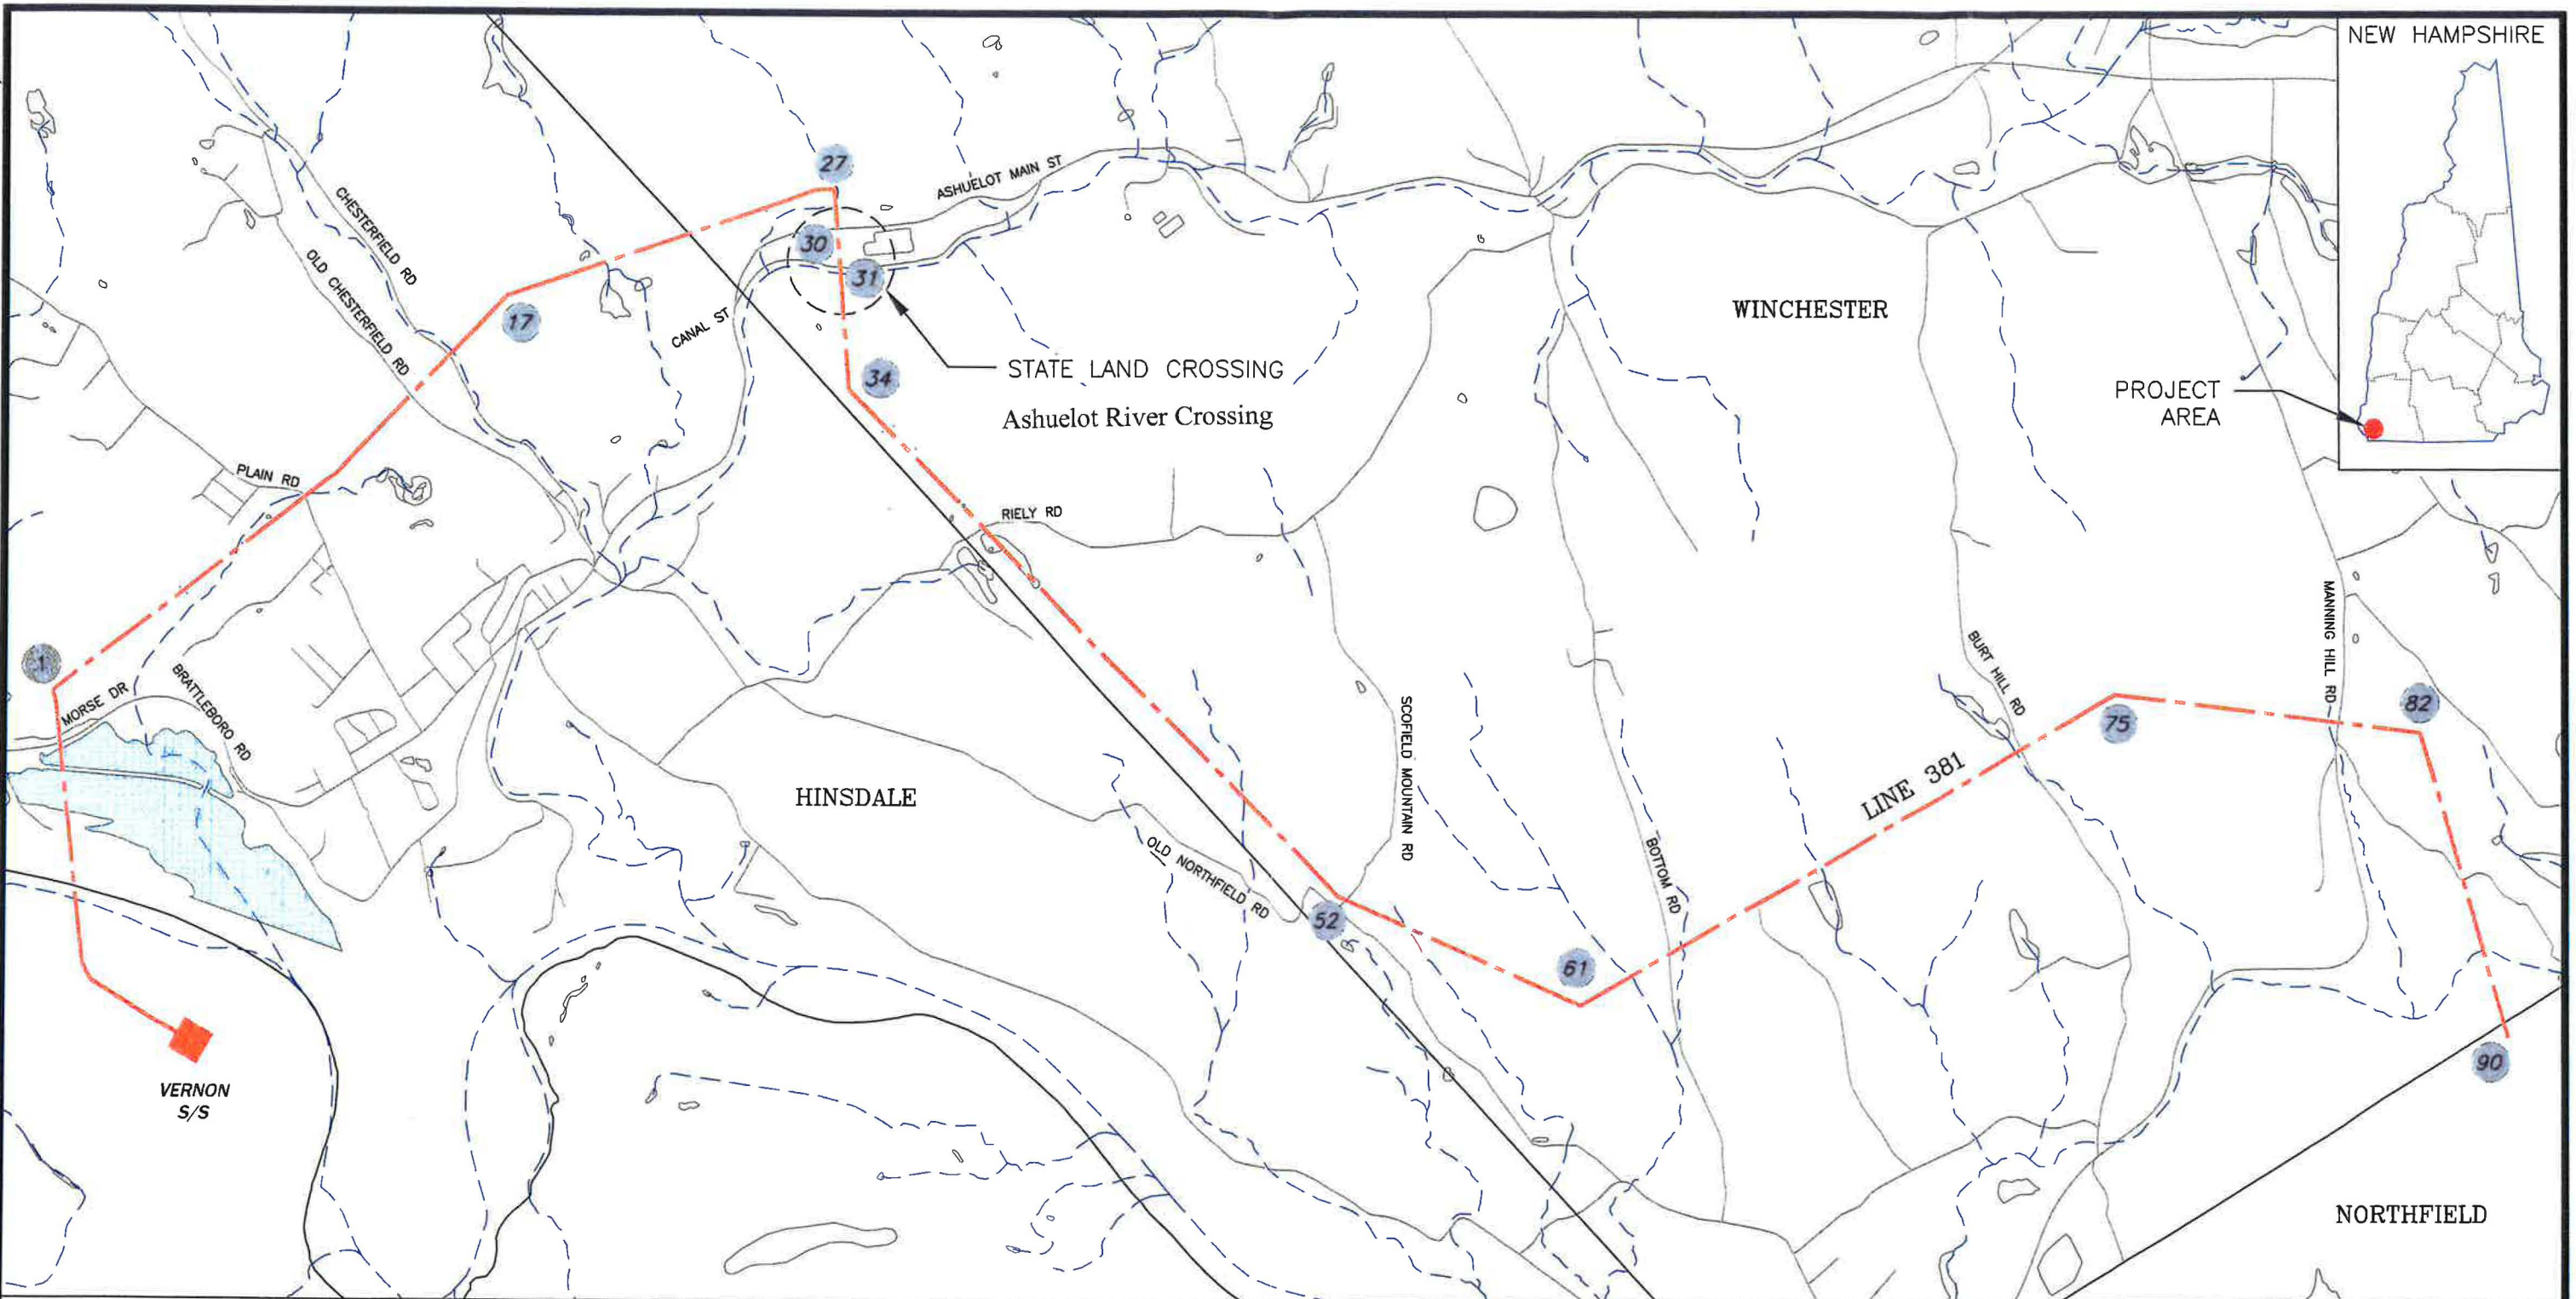 NEW HAMPSHIRE
27
ASHUELOT MAIN ST
CHESTERFIELD RD
30
OLD CHESTERFIELD RD
31
17
CANAL ST
WINCHESTER
STATE LAND CROSSING
34
Ashuelot River Crossing
PROJECT
AREA
PLAIN RD
RIELY RD
1
MORSE DR
BRATTLEBORO RD
MANNING HILL RD
BURT HILL RD
SCOFIELD MOUNTAIN RD
82
75
HINSDALE
LINE 381
OLD NORTHFIELD RD
BOTTOM RD
52
61
90
VERNON
S/S
NORTHFIELD